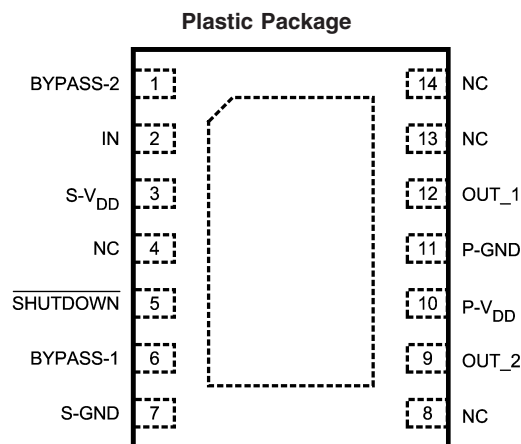 Plastic Package
BYPASS-2 1 14 NC
IN 2 13 NC
S-VDD 3 12 OUT_1
NC 4 11 P-GND
SHUTDOWN 5 10 P-VDD
BYPASS-1 6 9 OUT_2
S-GND 7 8 NC